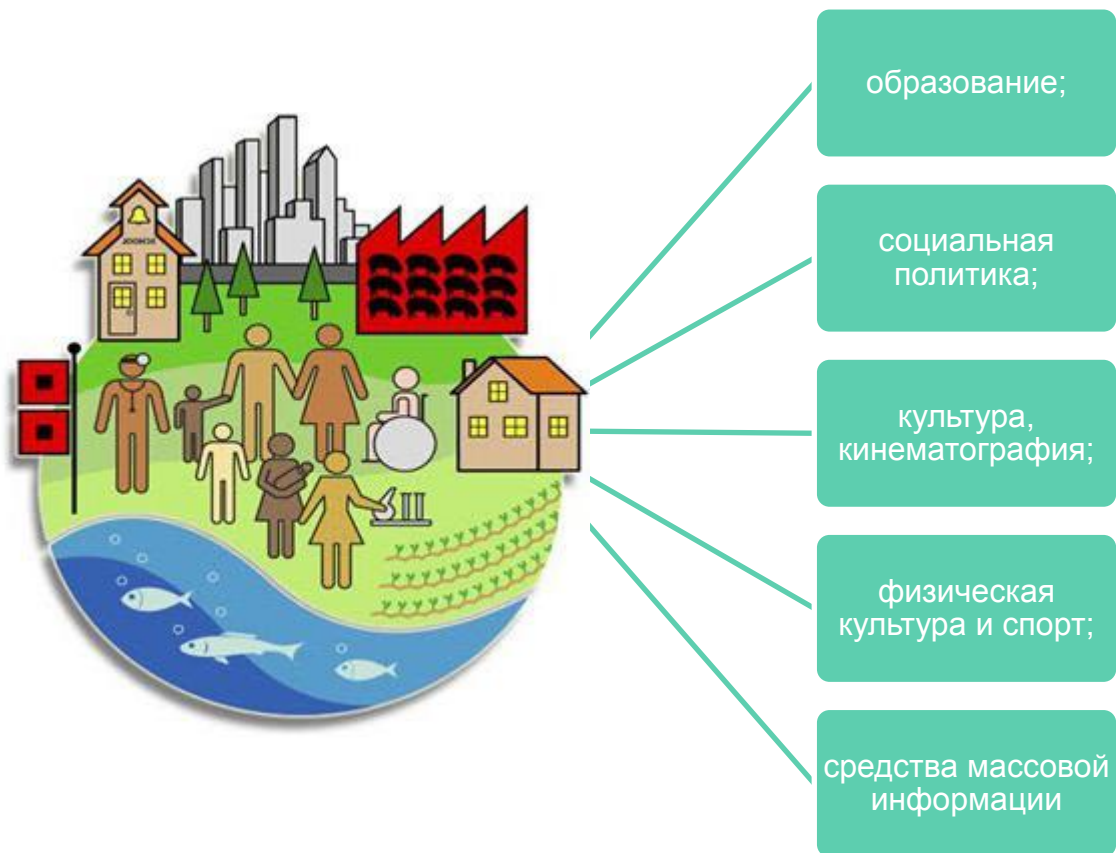 образование;
социальная
политика;
культура,
кинематография;
физическая
культура и спорт;
средства массовой
информации